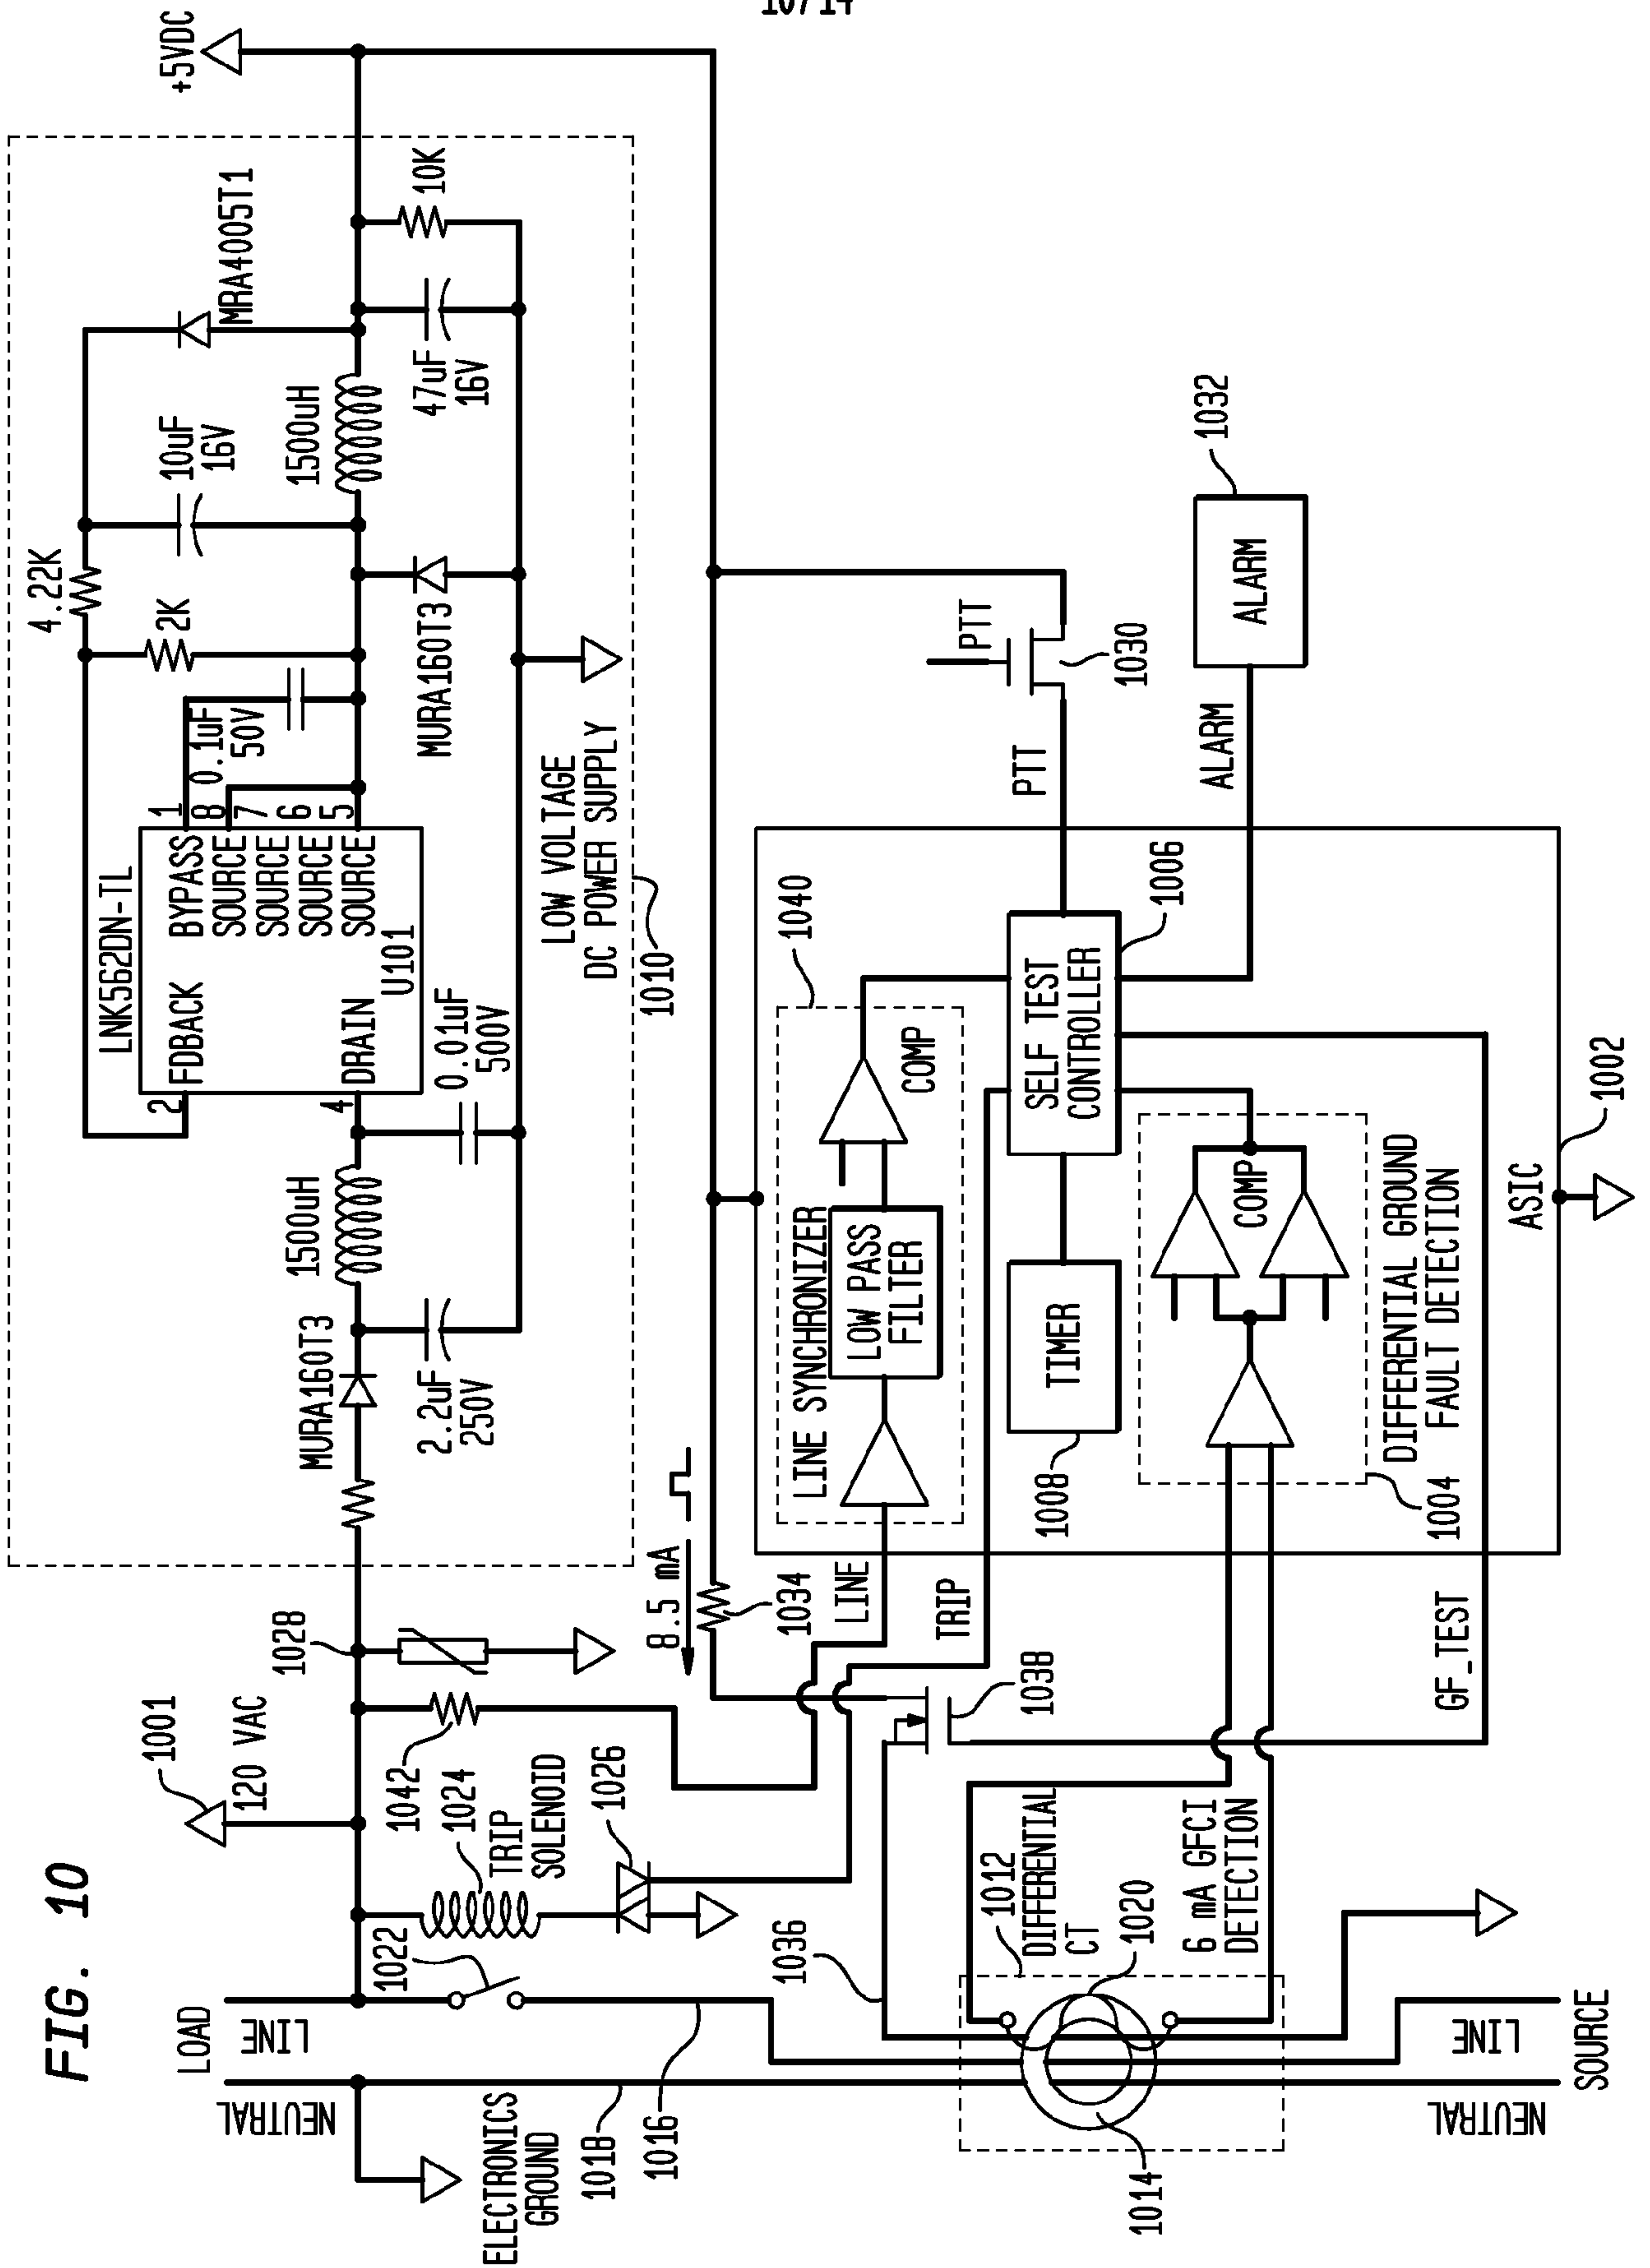 10/14
FIG. 10
+5VDC
LNK562DN-TL
FDBACK
DRAIN
BYPASS
SOURCE
SOURCE
SOURCE
SOURCE
U101
2
4
1
8
7
6
5
4.22K
2K
0.1uF
50V
10uF
16V
MRA4005T1
1500uH
47uF
16V
10K
MURA160T3
0.01uF
500V
1500uH
MURA160T3
2.2uF
250V
LOW VOLTAGE
DC POWER SUPPLY
1010
1001
120 VAC
1028
1042
1024
TRIP
SOLENOID
1026
1022
LOAD
LINE
NEUTRAL
ELECTRONICS
GROUND
1018
1016
8.5 mA
1034
LINE
TRIP
1038
GF_TEST
1036
1012
DIFFERENTIAL
CT
1020
6 mA GFCI
DETECTION
1014
LINE
NEUTRAL
SOURCE
LINE SYNCHRONIZER
LOW PASS
FILTER
COMP
1040
TIMER
1008
SELF TEST
CONTROLLER
1006
COMP
DIFFERENTIAL GROUND
FAULT DETECTION
1004
ASIC
1002
PTT
PTT
1030
ALARM
ALARM
1032